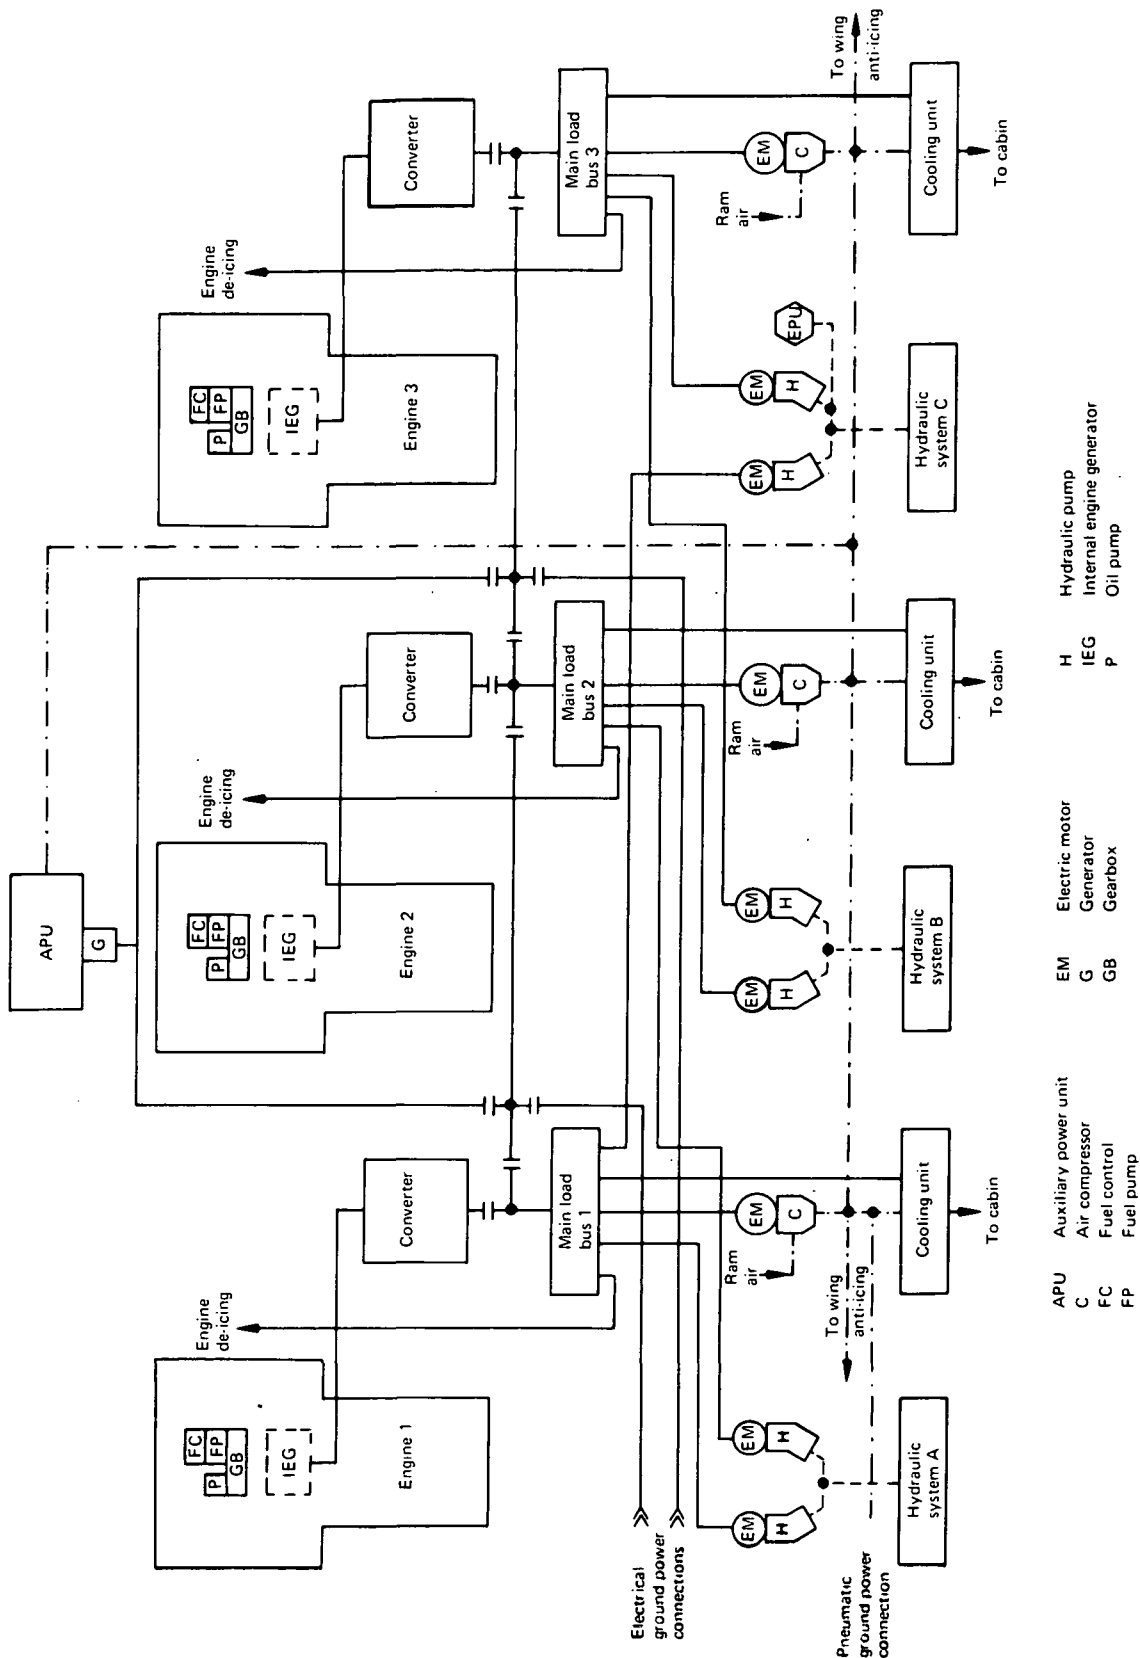 APU
G
FC
P
FP
GB
IEG
Engine 1
Engine
de-icing
Converter
Main load
bus 1
FC
P
FP
GB
IEG
Engine 2
Engine
de-icing
Converter
Main load
bus 2
FC
P
FP
GB
IEG
Engine 3
Engine
de-icing
Converter
Main load
bus 3
Electrical
ground power
connections
Pneumatic
ground power
connection
EM
H
EM
H
Hydraulic
system A
To wing
anti-icing
Ram
air
EM
C
Cooling unit
To cabin
EM
H
EM
H
Hydraulic
system B
Ram
air
EM
C
Cooling unit
To cabin
EM
H
EM
H
EPU
Hydraulic
system C
Ram
air
EM
C
To wing
anti-icing
Cooling unit
To cabin
APU Auxiliary power unit
C Air compressor
FC Fuel control
FP Fuel pump
EM Electric motor
G Generator
GB Gearbox
H Hydraulic pump
IEG Internal engine generator
P Oil pump